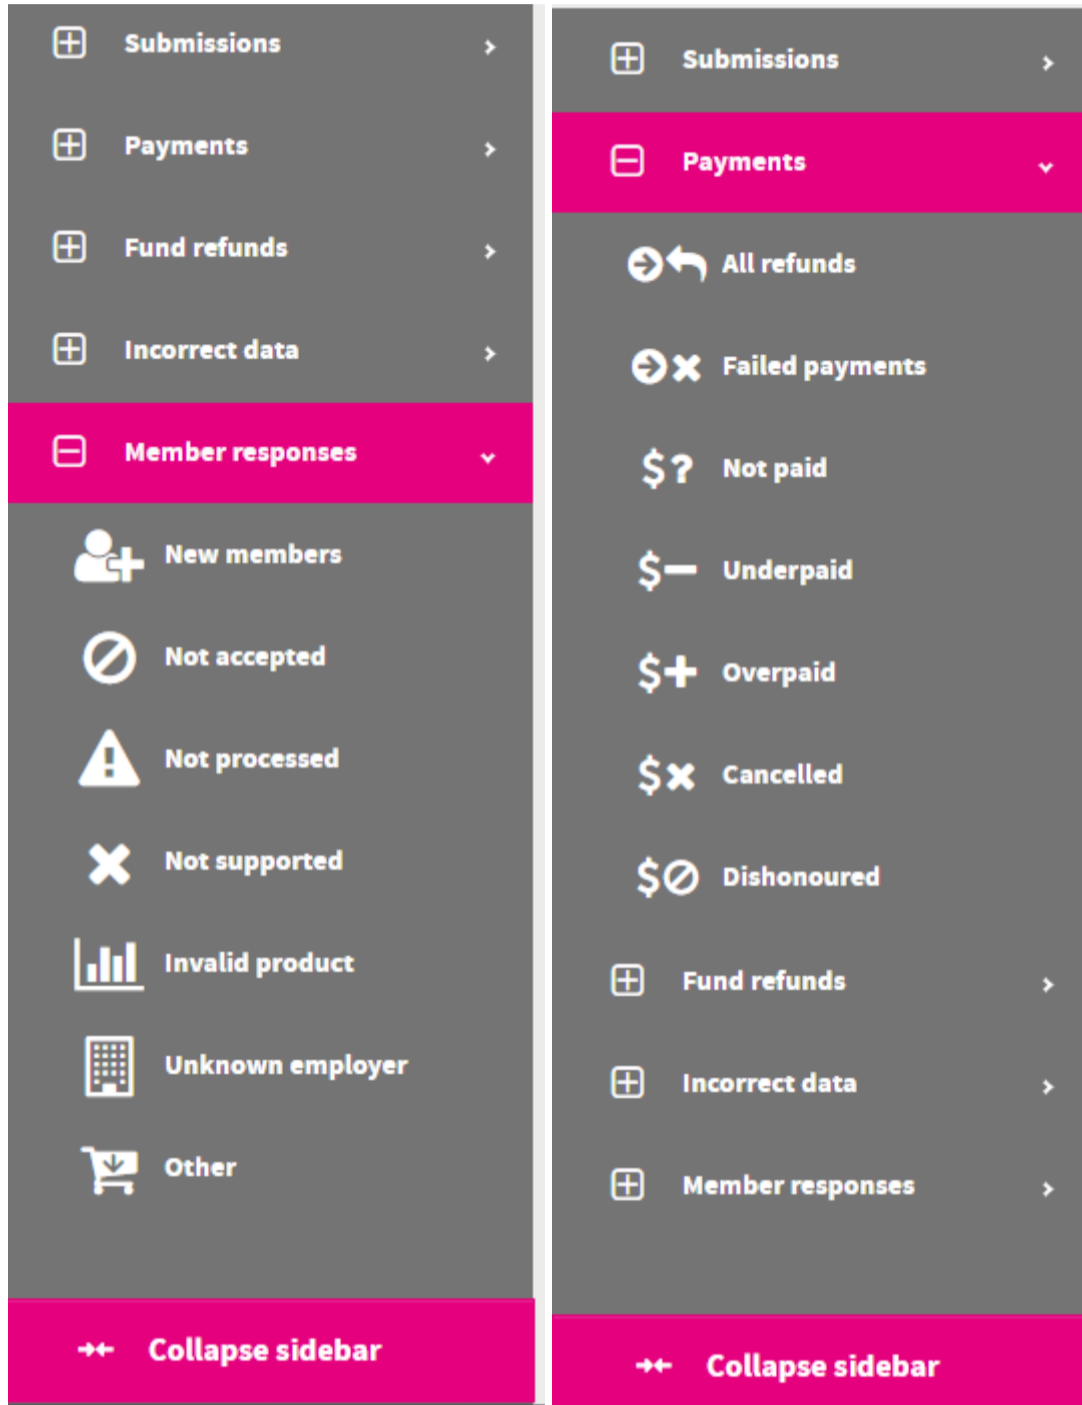 Submissions
Payments
Fund refunds
Incorrect data
Member responses
New members
Not accepted
Not processed
Not supported
Invalid product
Unknown employer
Other
Collapse sidebar
Submissions
Payments
All refunds
Failed payments
Not paid
Underpaid
Overpaid
Cancelled
Dishonoured
Fund refunds
Incorrect data
Member responses
Collapse sidebar